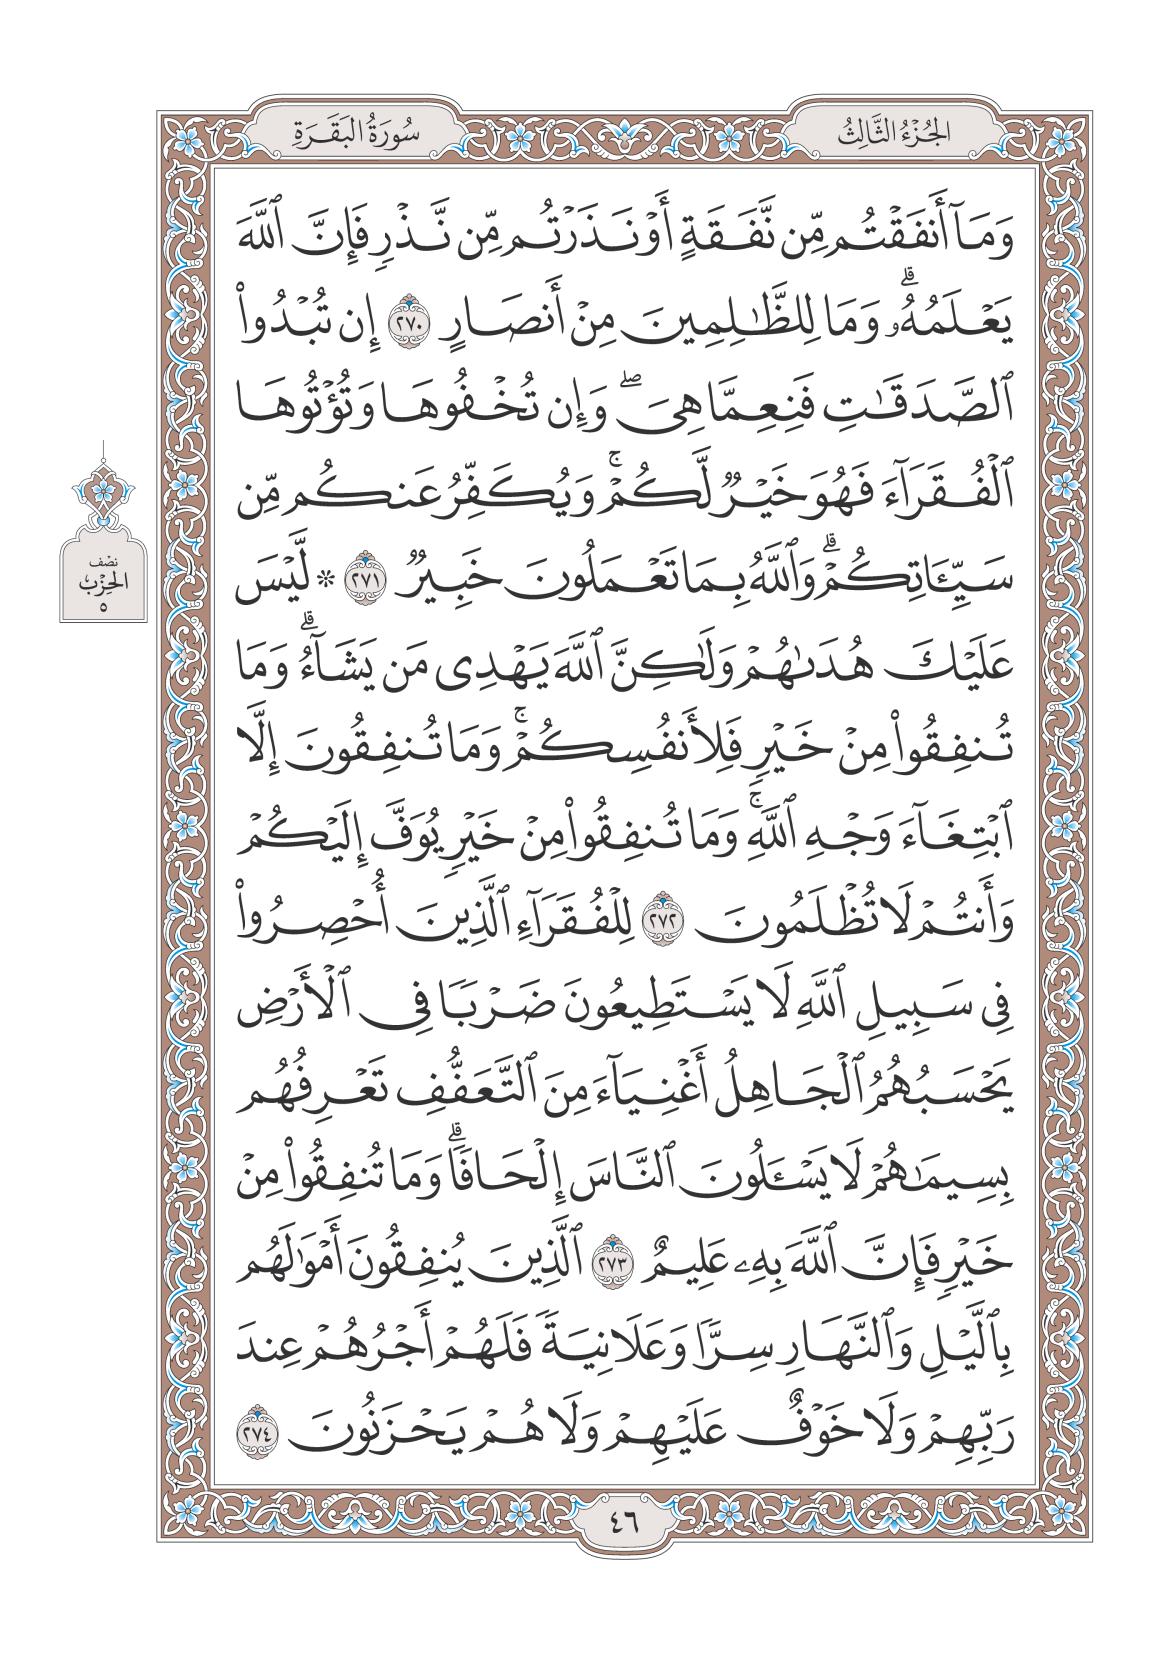 الجُزْءُ الثَّالِثُ
سُورَةُ البَقَرَةِ
وَمَآ أَنفَقْتُم مِّن نَّفَقَةٍ أَوْ نَذَرْتُم مِّن نَّذْرٍ فَإِنَّ ٱللَّهَ
يَعْلَمُهُۥۗ وَمَا لِلظَّـٰلِمِينَ مِنْ أَنصَارٍ ٢٧٠ إِن تُبْدُوا۟
ٱلصَّدَقَـٰتِ فَنِعِمَّا هِىَۖ وَإِن تُخْفُوهَا وَتُؤْتُوهَا
ٱلْفُقَرَآءَ فَهُوَ خَيْرٌ لَّكُمْۚ وَيُكَفِّرُ عَنكُم مِّن
سَيِّـَٔاتِكُمْۗ وَٱللَّهُ بِمَا تَعْمَلُونَ خَبِيرٌ ٢٧١ * لَّيْسَ
عَلَيْكَ هُدَىٰهُمْ وَلَـٰكِنَّ ٱللَّهَ يَهْدِى مَن يَشَآءُۗ وَمَا
تُنفِقُوا۟ مِنْ خَيْرٍ فَلِأَنفُسِكُمْۚ وَمَا تُنفِقُونَ إِلَّا
ٱبْتِغَآءَ وَجْهِ ٱللَّهِۚ وَمَا تُنفِقُوا۟ مِنْ خَيْرٍ يُوَفَّ إِلَيْكُمْ
وَأَنتُمْ لَا تُظْلَمُونَ ٢٧٢ لِلْفُقَرَآءِ ٱلَّذِينَ أُحْصِرُوا۟
فِى سَبِيلِ ٱللَّهِ لَا يَسْتَطِيعُونَ ضَرْبًا فِى ٱلْأَرْضِ
يَحْسَبُهُمُ ٱلْجَاهِلُ أَغْنِيَآءَ مِنَ ٱلتَّعَفُّفِ تَعْرِفُهُم
بِسِيمَـٰهُمْ لَا يَسْـَٔلُونَ ٱلنَّاسَ إِلْحَافًاۗ وَمَا تُنفِقُوا۟ مِنْ
خَيْرٍ فَإِنَّ ٱللَّهَ بِهِۦ عَلِيمٌ ٢٧٣ ٱلَّذِينَ يُنفِقُونَ أَمْوَٰلَهُم
بِٱلَّيْلِ وَٱلنَّهَارِ سِرًّا وَعَلَانِيَةً فَلَهُمْ أَجْرُهُمْ عِندَ
رَبِّهِمْ وَلَا خَوْفٌ عَلَيْهِمْ وَلَا هُمْ يَحْزَنُونَ ٢٧٤
نِصْف
الحِزْب
٥
٤٦